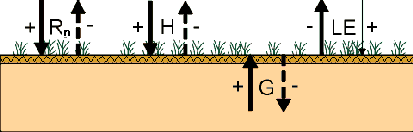 + Rₙ - + H - - LE +
+ G -